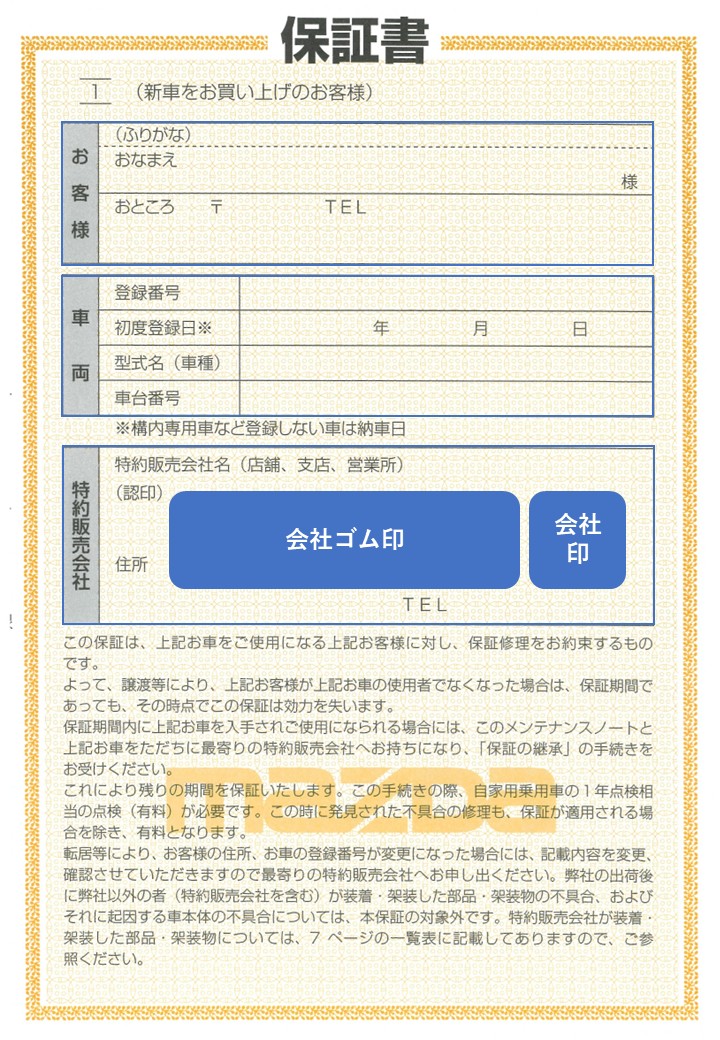 保証書
1 （新車をお買い上げのお客様）
お客様
（ふりがな）
おなまえ
様
おところ 〒 TEL
車両
登録番号
初度登録日※ 年 月 日
型式名（車種）
車台番号
※構内専用車など登録しない車は納車日
特約販売会社
特約販売会社名（店舗、支店、営業所）
（認印）
会社ゴム印
会社
印
住所
TEL
この保証は、上記お車をご使用になる上記お客様に対し、保証修理をお約束するもの
です。
よって、譲渡等により、上記お客様が上記お車の使用者でなくなった場合は、保証期間で
あっても、その時点でこの保証は効力を失います。
保証期間内に上記お車を入手されご使用になられる場合には、このメンテナンスノートと
上記お車をただちに最寄りの特約販売会社へお持ちになり、「保証の継承」の手続きを
お受けください。
これにより残りの期間を保証いたします。この手続きの際、自家用乗用車の１年点検相
当の点検（有料）が必要です。この時に発見された不具合の修理も、保証が適用される場
合を除き、有料となります。
mazda
転居等により、お客様の住所、お車の登録番号が変更になった場合には、記載内容を変更、
確認させていただきますので最寄りの特約販売会社へお申し出ください。弊社の出荷後
に弊社以外の者（特約販売会社を含む）が装着・架装した部品・架装物の不具合、および
それに起因する車本体の不具合については、本保証の対象外です。特約販売会社が装着・
架装した部品・架装物については、７ページの一覧表に記載してありますので、ご参
照ください。